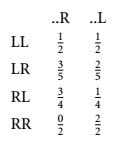 ..R ..L
LL 1/2 1/2
LR 3/5 2/5
RL 3/4 1/4
RR 0/2 2/2